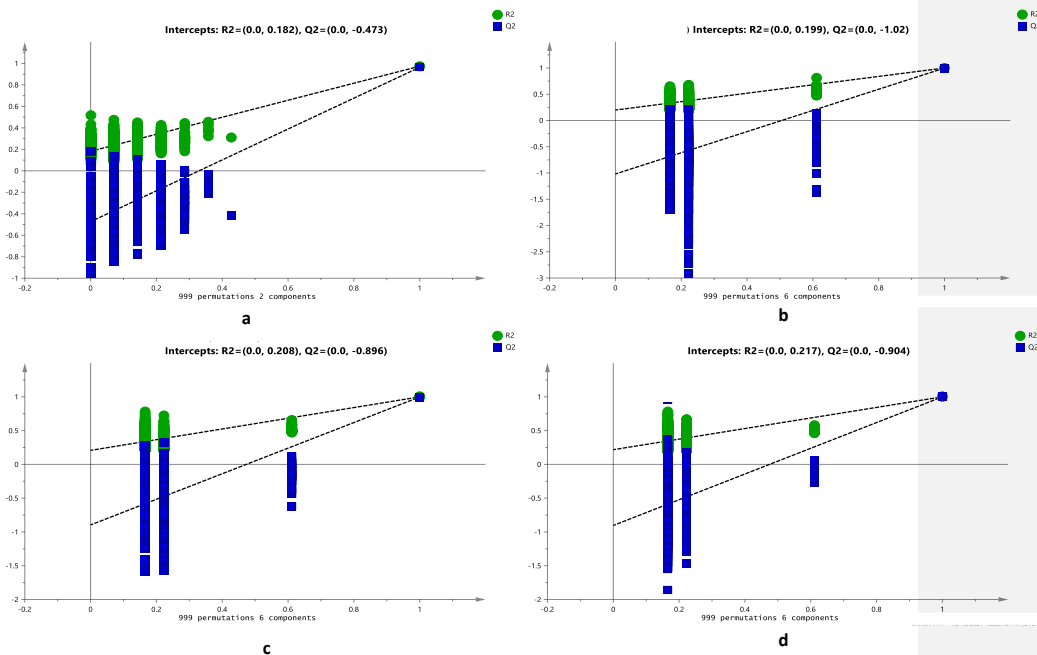 R2
Q2
Intercepts: R2=(0.0, 0.182), Q2=(0.0, -0.473)
1
0.8
0.6
0.4
0.2
0
-0.2
-0.4
-0.6
-0.8
-1
-0.2 0 0.2 0.4 0.6 0.8 1
999 permutations 2 components
a
R2
Q2
) Intercepts: R2=(0.0, 0.199), Q2=(0.0, -1.02)
1
0.5
0
-0.5
-1
-1.5
-2
-2.5
-3
-0.2 0 0.2 0.4 0.6 0.8 1
999 permutations 6 components
b
R2
Q2
Intercepts: R2=(0.0, 0.208), Q2=(0.0, -0.896)
1
0.5
0
-0.5
-1
-1.5
-2
-0.2 0 0.2 0.4 0.6 0.8 1
999 permutations 6 components
c
R2
Q2
Intercepts: R2=(0.0, 0.217), Q2=(0.0, -0.904)
1
0.5
0
-0.5
-1
-1.5
-2
-0.2 0 0.2 0.4 0.6 0.8 1
999 permutations 6 components
d